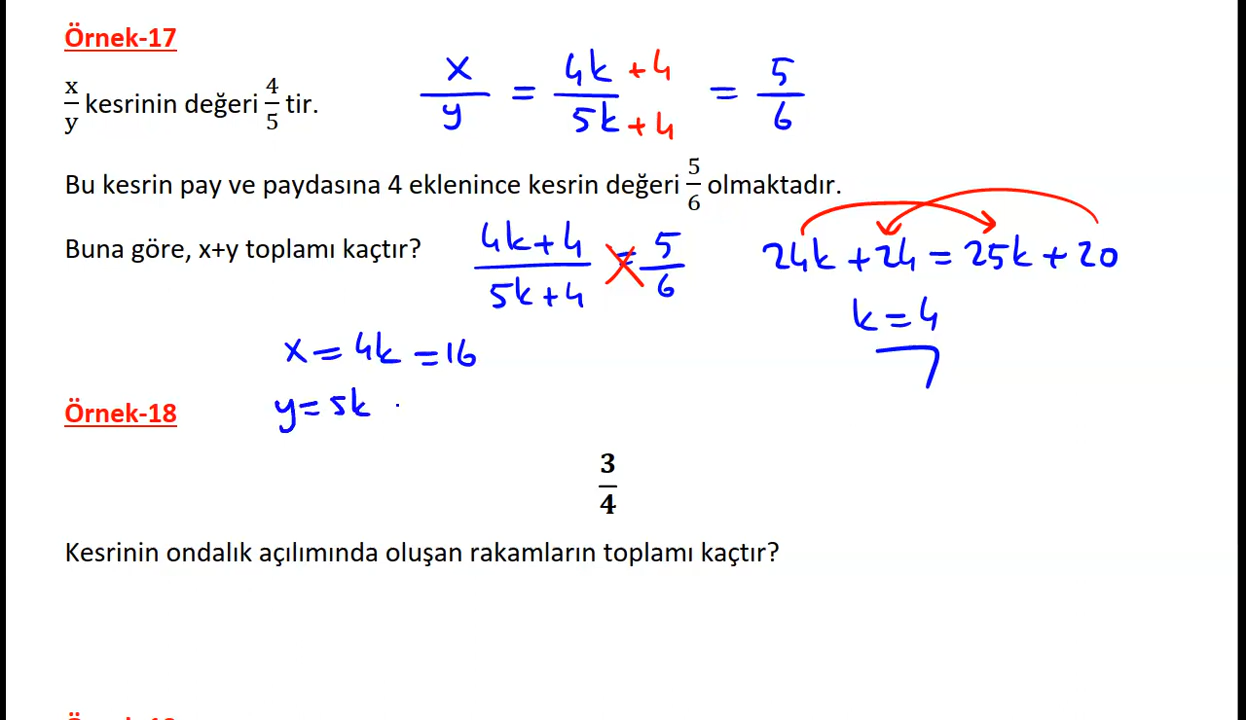 Örnek-17
x/y kesrinin değeri 4/5 tir.
x/y = 4k+4/5k+4 = 5/6
Bu kesrin pay ve paydasına 4 eklenince kesrin değeri 5/6 olmaktadır.
Buna göre, x+y toplamı kaçtır?
4k+4/5k+4 = 5/6
24k+24=25k+20
k=4
x=4k=16
y=5k
Örnek-18
3/4
Kesrinin ondalık açılımında oluşan rakamların toplamı kaçtır?